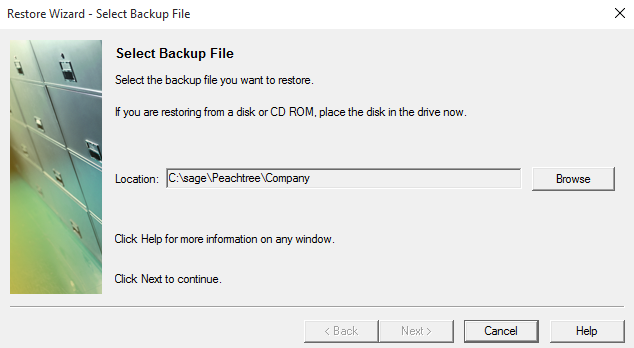 Restore Wizard - Select Backup File
Select Backup File
Select the backup file you want to restore.
If you are restoring from a disk or CD ROM, place the disk in the drive now.
Location: C:\sage\Peachtree\Company Browse
Click Help for more information on any window.
Click Next to continue.
< Back Next > Cancel Help